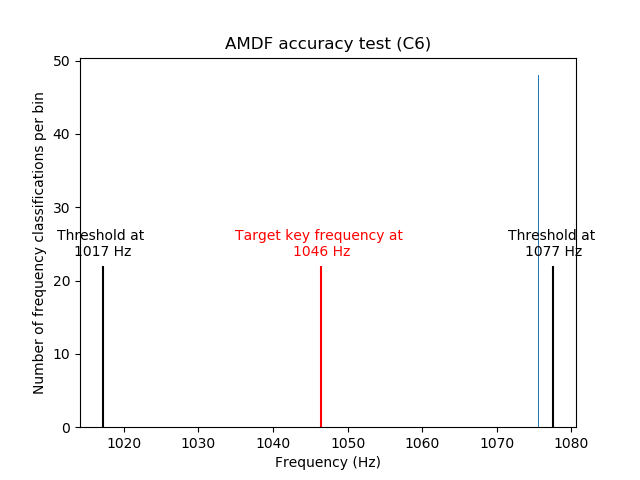 AMDF accuracy test (C6)
Number of frequency classifications per bin
50
40
30
20
10
0
Threshold at
1017 Hz
Target key frequency at
1046 Hz
Threshold at
1077 Hz
1020 1030 1040 1050 1060 1070 1080
Frequency (Hz)